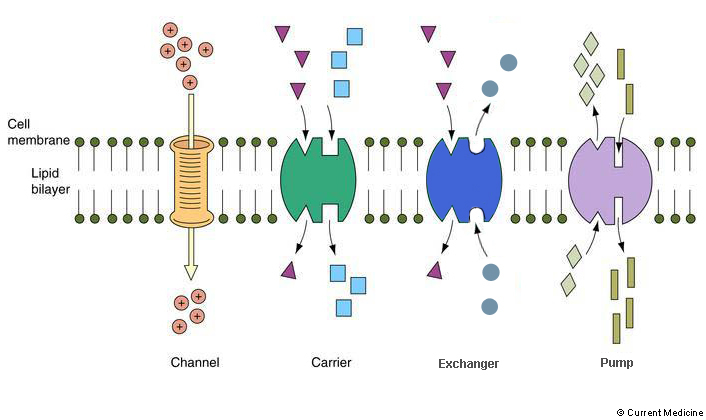 Cell
membrane
Lipid
bilayer
+
+
+
+
+
+
+
+
+
+
Channel
Carrier
Exchanger
Pump
© Current Medicine